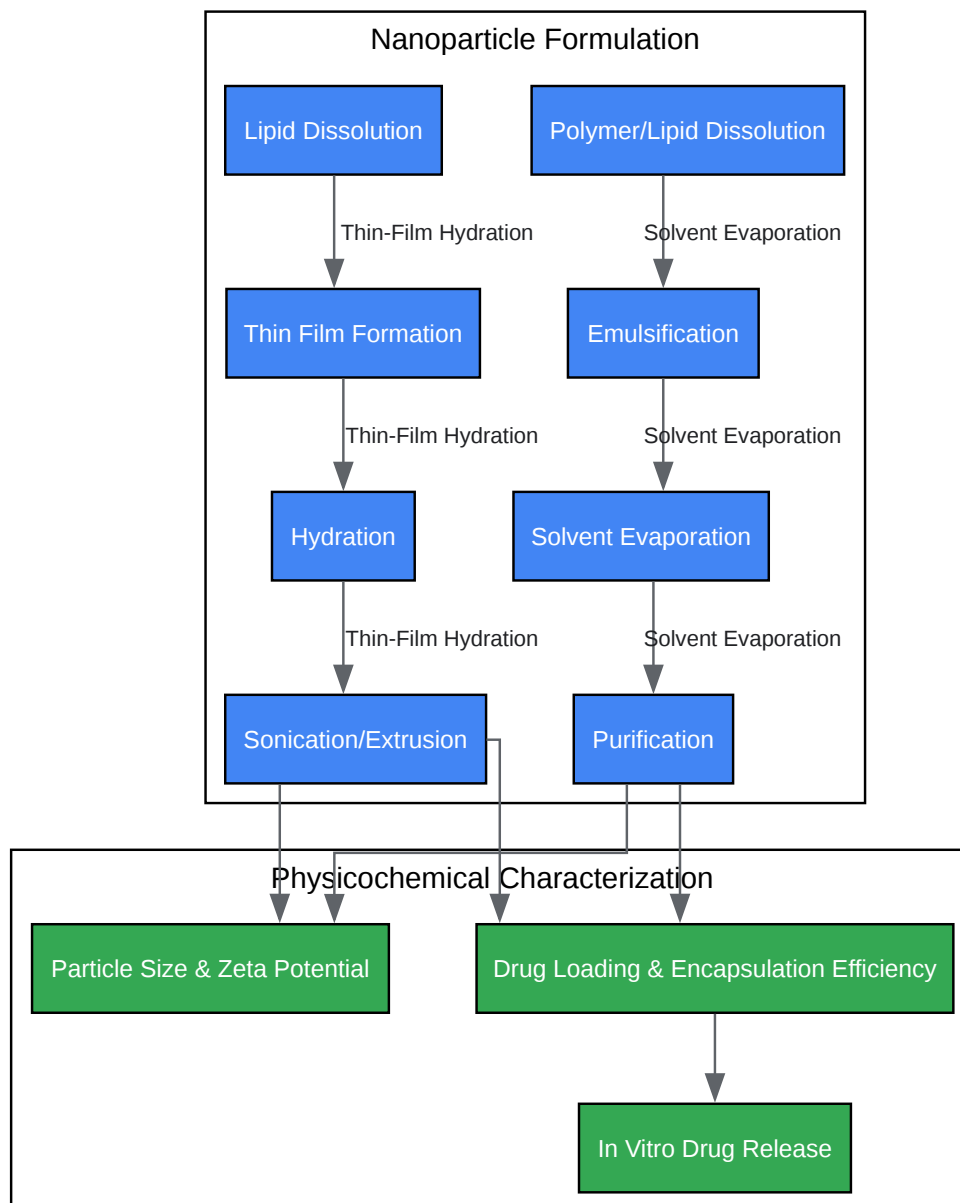 Nanoparticle Formulation
Lipid Dissolution
Polymer/Lipid Dissolution
Thin-Film Hydration
Solvent Evaporation
Thin Film Formation
Emulsification
Thin-Film Hydration
Solvent Evaporation
Hydration
Solvent Evaporation
Thin-Film Hydration
Solvent Evaporation
Sonication/Extrusion
Purification
Physicochemical Characterization
Particle Size & Zeta Potential
Drug Loading & Encapsulation Efficiency
In Vitro Drug Release